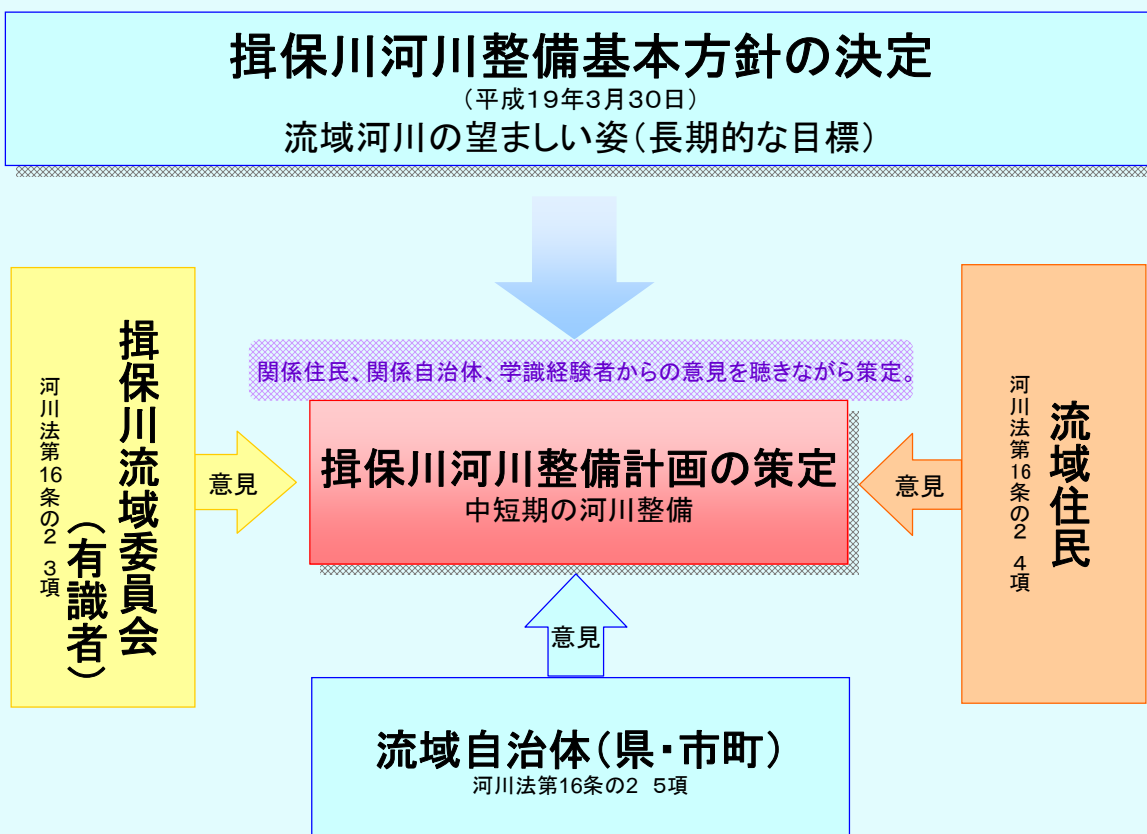 揖保川河川整備基本方針の決定
（平成19年3月30日）
流域河川の望ましい姿（長期的な目標）
関係住民、関係自治体、学識経験者からの意見を聴きながら策定。
揖保川流域委員会
（有識者）
河川法第16条の2 3項
意見
揖保川河川整備計画の策定
中短期の河川整備
意見
流域住民
河川法第16条の2 4項
意見
流域自治体（県・市町）
河川法第16条の2 5項